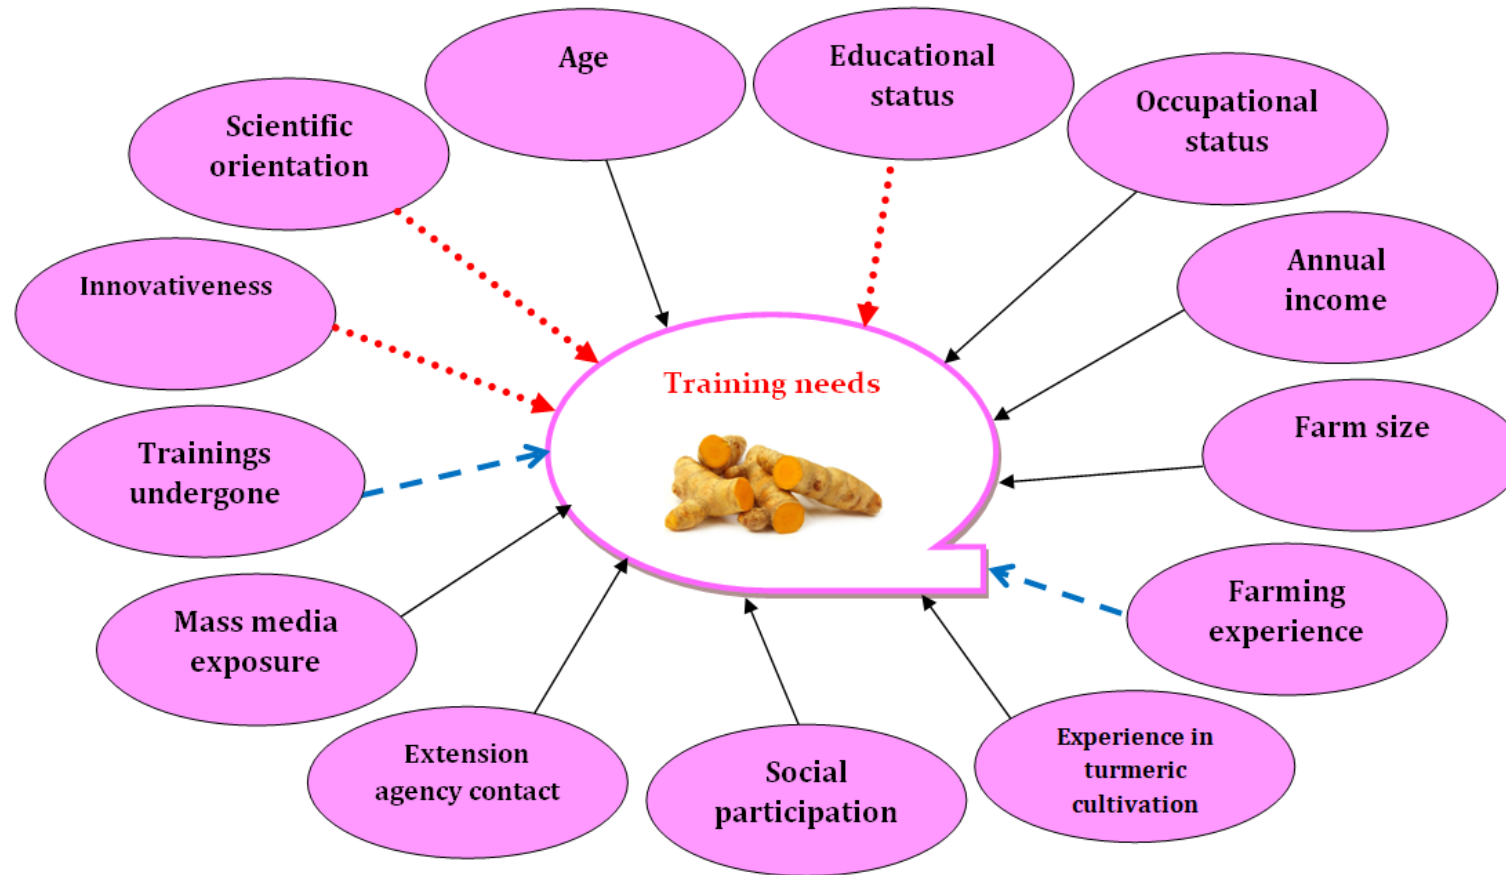 Age
Educational
status
Occupational
status
Scientific
orientation
Annual
income
Innovativeness
Training needs
Farm size
Trainings
undergone
Farming
experience
Mass media
exposure
Experience in
turmeric
cultivation
Extension
agency contact
Social
participation